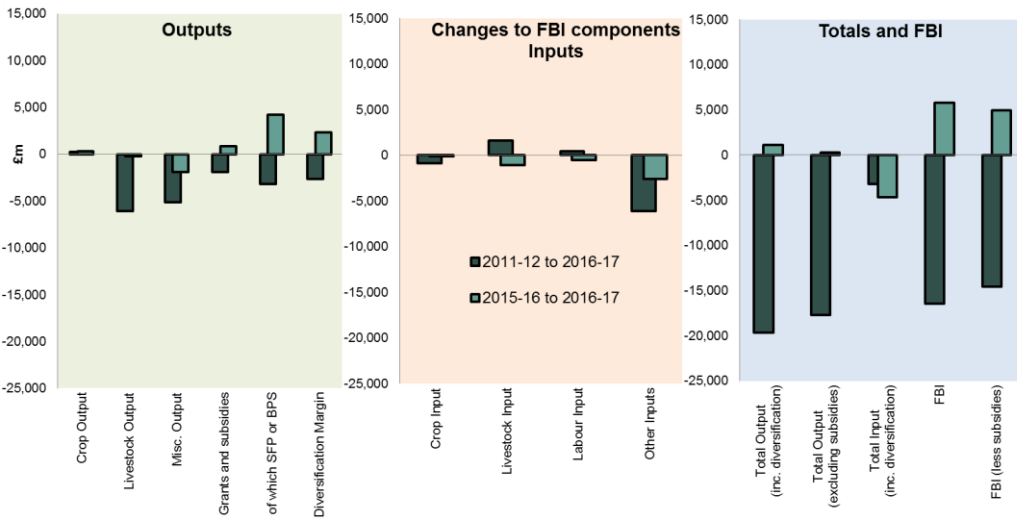 Outputs
15,000
10,000
5,000
£m
0
-5,000
-10,000
-15,000
-20,000
-25,000
Crop Output
Livestock Output
Misc. Output
Grants and subsidies
of which SFP or BPS
Diversification Margin
Changes to FBI components
Inputs
15,000
10,000
5,000
0
-5,000
-10,000
-15,000
-20,000
-25,000
2011-12 to 2016-17
2015-16 to 2016-17
Crop Input
Livestock Input
Labour Input
Other Inputs
Totals and FBI
15,000
10,000
5,000
0
-5,000
-10,000
-15,000
-20,000
-25,000
Total Output
(inc. diversification)
Total Output
(excluding subsidies)
Total Input
(inc. diversification)
FBI
FBI (less subsidies)